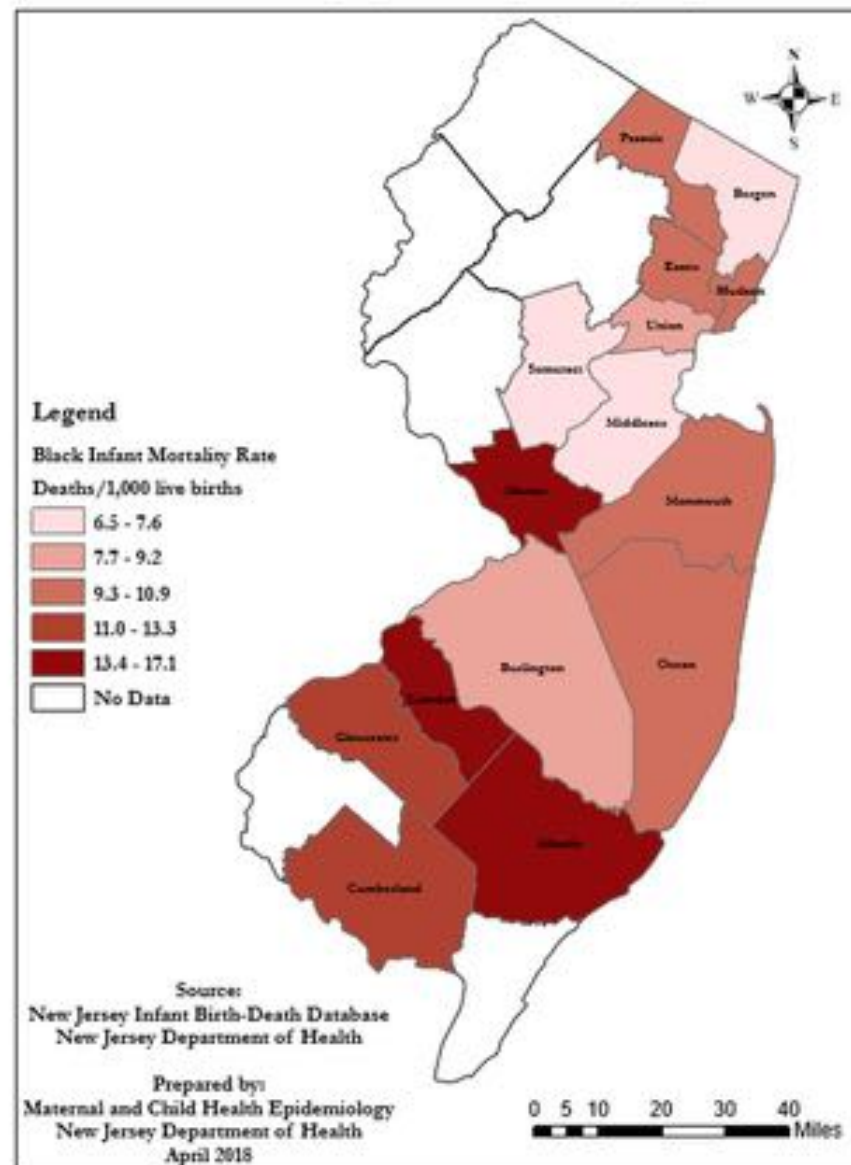 N
W E
S
Passaic
Bergen
Essex
Hudson
Union
Somerset
Middlesex
Legend
Black Infant Mortality Rate
Deaths/1,000 live births
6.5 - 7.6
7.7 - 9.2
9.3 - 10.9
11.0 - 13.3
13.4 - 17.1
No Data
Mercer
Monmouth
Burlington
Ocean
Camden
Gloucester
Atlantic
Cumberland
Source:
New Jersey Infant Birth-Death Database
New Jersey Department of Health
Prepared by:
Maternal and Child Health Epidemiology
New Jersey Department of Health
April 2018
0 5 10 20 30 40
Miles